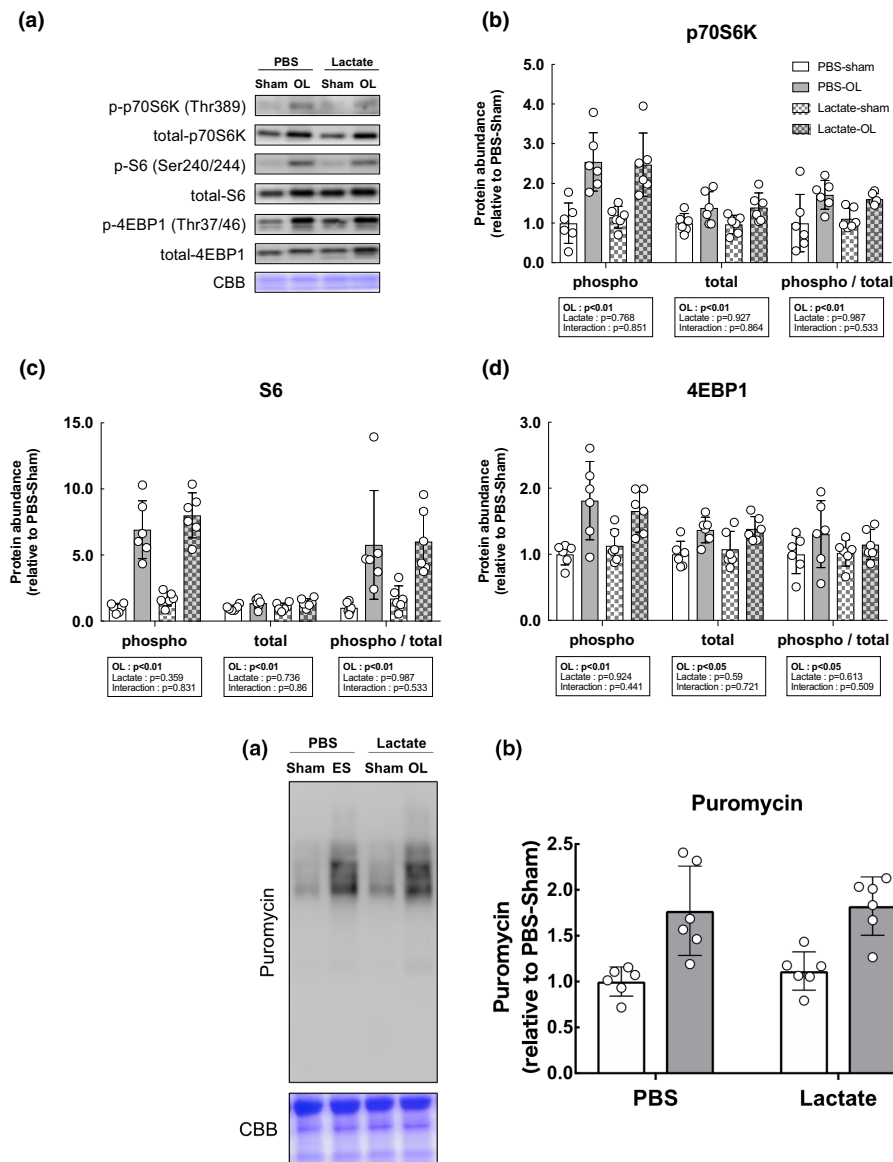 (a)
PBS Lactate
Sham OL Sham OL
p-p70S6K (Thr389)
total-p70S6K
p-S6 (Ser240/244)
total-S6
p-4EBP1 (Thr37/46)
total-4EBP1
CBB
(b)
p70S6K
Protein abundance
(relative to PBS-Sham)
5.0
4.0
3.0
2.0
1.0
0.0
PBS-sham
PBS-OL
Lactate-sham
Lactate-OL
phospho total phospho / total
OL : p<0.01
Lactate : p=0.768
Interaction : p=0.851
OL : p<0.01
Lactate : p=0.927
Interaction : p=0.864
OL : p<0.01
Lactate : p=0.987
Interaction : p=0.533
(c)
S6
Protein abundance
(relative to PBS-Sham)
15.0
10.0
5.0
0.0
phospho total phospho / total
OL : p<0.01
Lactate : p=0.359
Interaction : p=0.831
OL : p<0.01
Lactate : p=0.736
Interaction : p=0.86
OL : p<0.01
Lactate : p=0.987
Interaction : p=0.533
(d)
4EBP1
Protein abundance
(relative to PBS-Sham)
3.0
2.0
1.0
0.0
phospho total phospho / total
OL : p<0.01
Lactate : p=0.924
Interaction : p=0.441
OL : p<0.05
Lactate : p=0.59
Interaction : p=0.721
OL : p<0.05
Lactate : p=0.613
Interaction : p=0.509
(a)
PBS Lactate
Sham ES Sham OL
Puromycin
CBB
(b)
Puromycin
Puromycin
(relative to PBS-Sham)
2.5
2.0
1.5
1.0
0.5
0.0
PBS Lactate